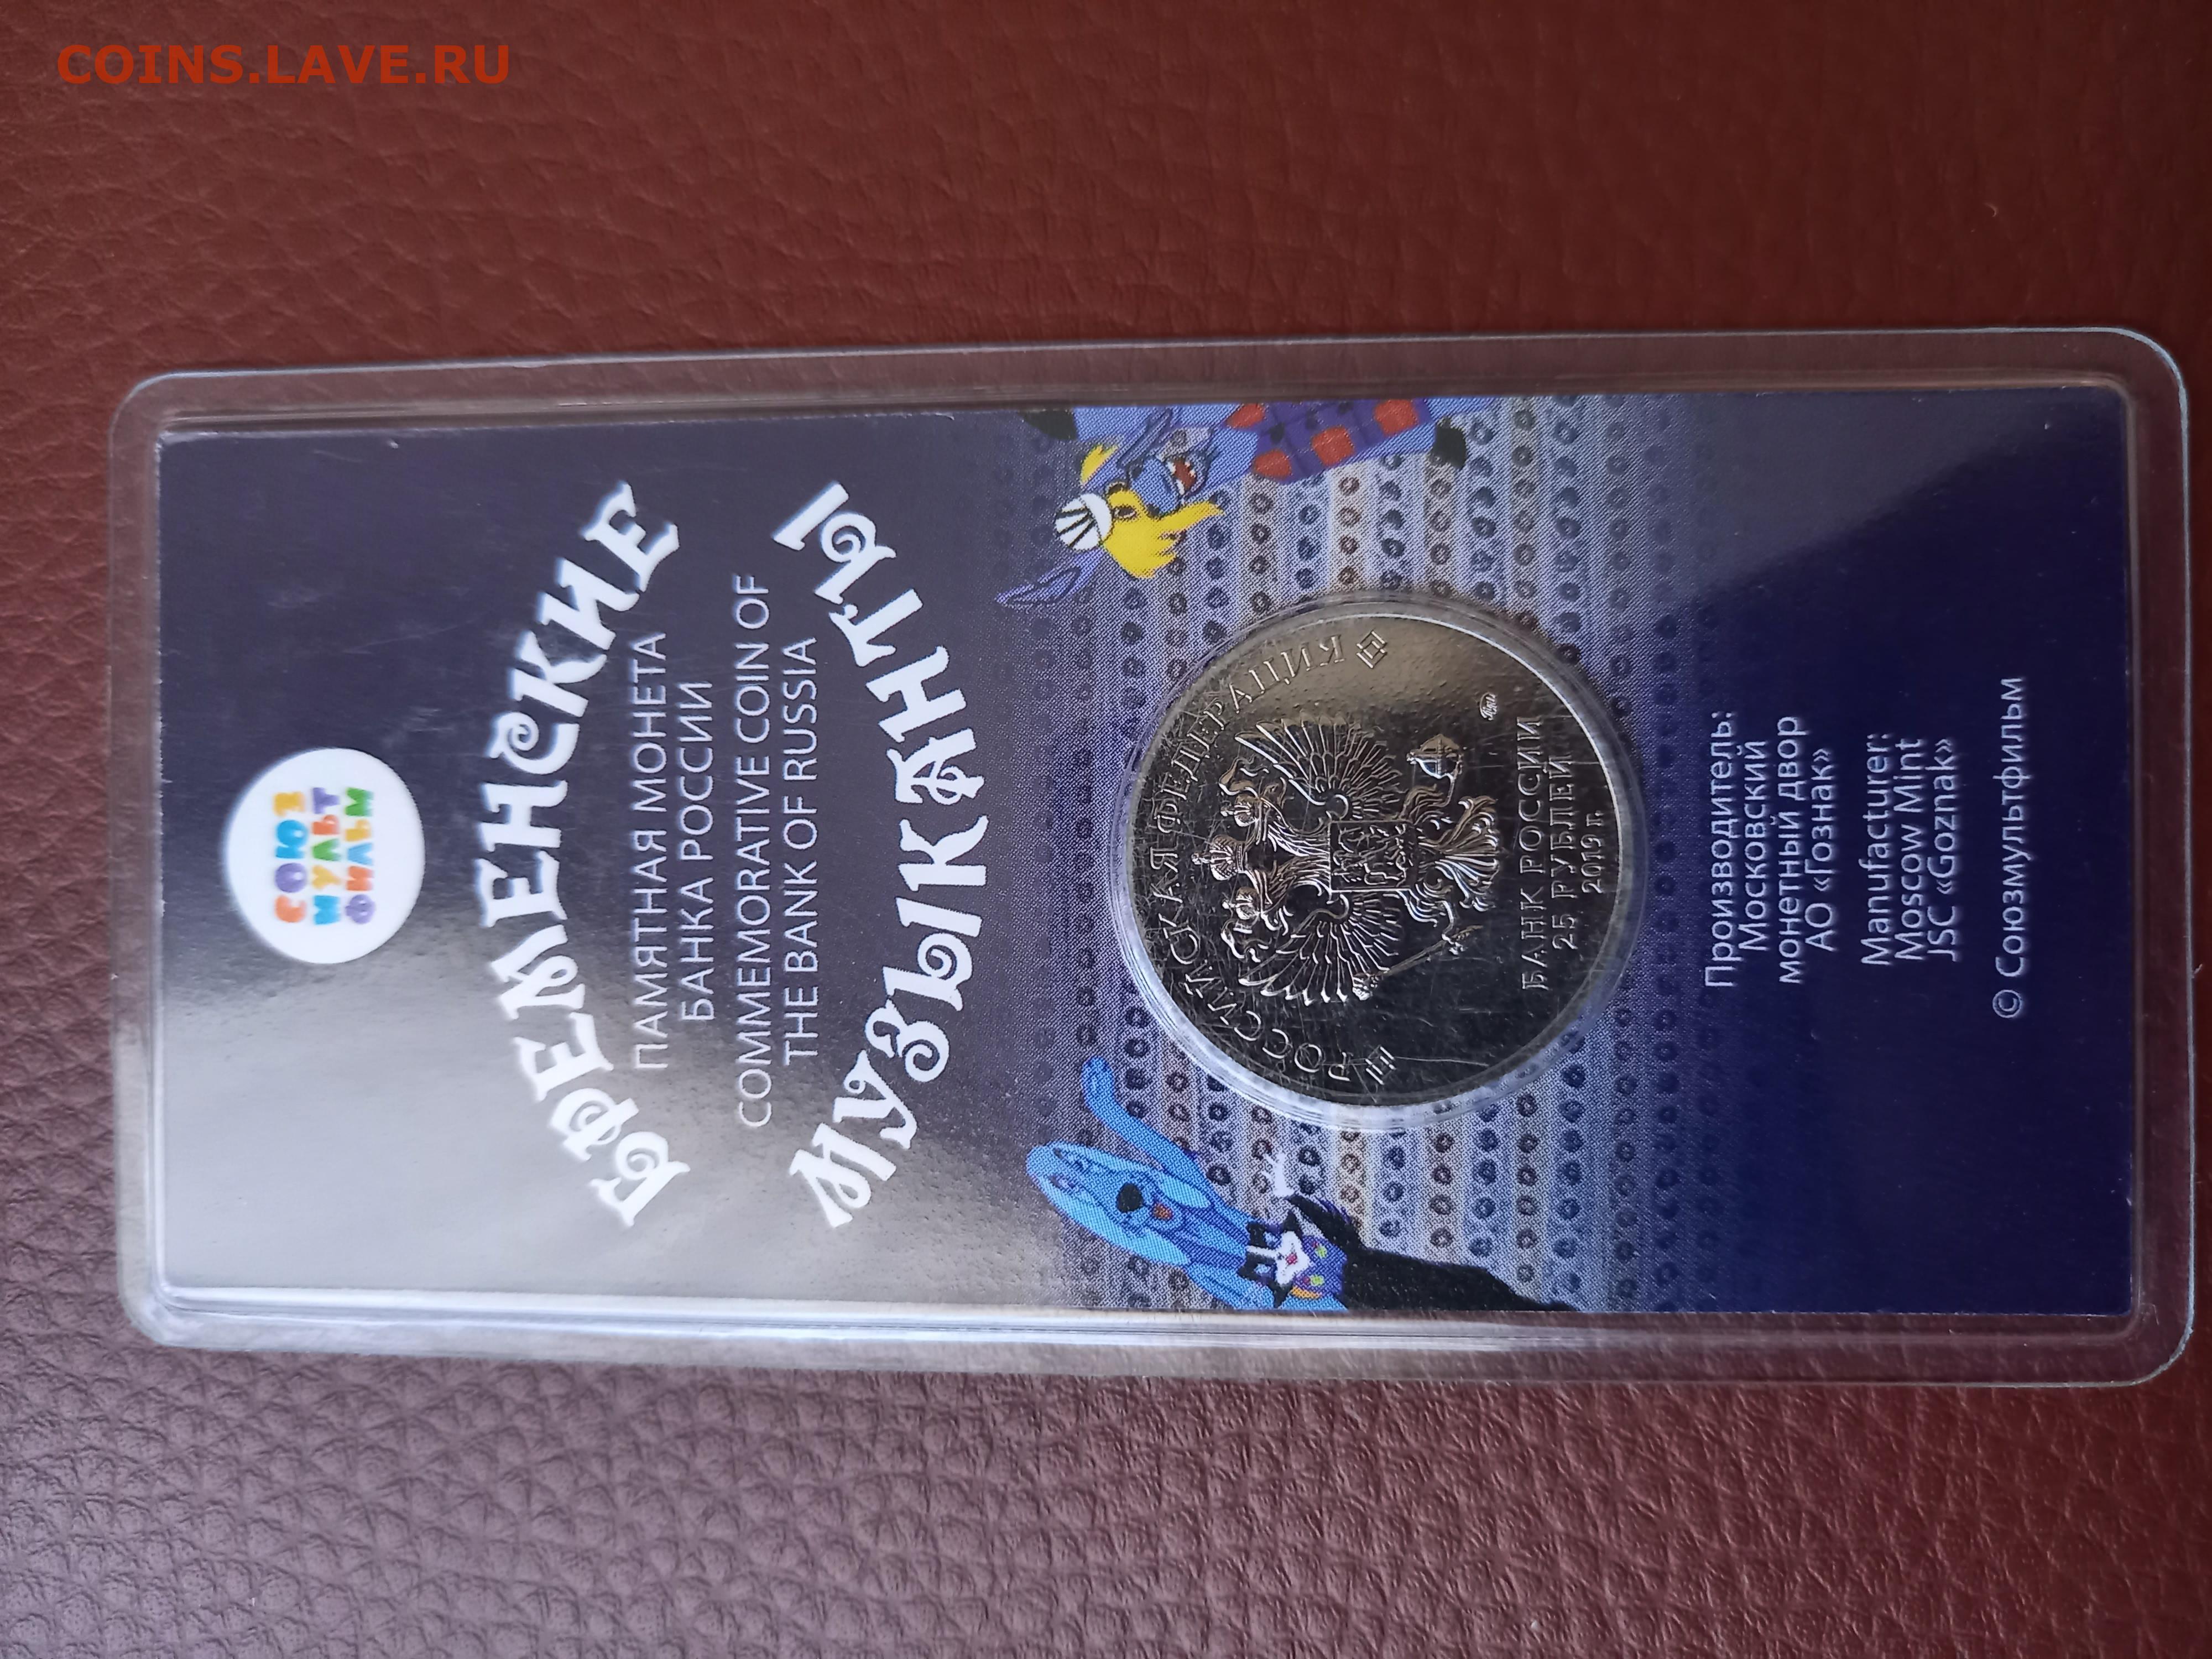 COINS.LAVE.RU
СОЮЗ
МУЛЬТ
ФИЛЬМ
БРЕМЕНСКИЕ
ПАМЯТНАЯ МОНЕТА
БАНКА РОССИИ
COMMEMORATIVE COIN OF
THE BANK OF RUSSIA
МУЗЫКАНТЫ
РОССИЙСКАЯ ФЕДЕРАЦИЯ
БАНК РОССИИ
25 РУБЛЕЙ
2019 г.
Производитель:
Московский
монетный двор
АО «Гознак»
Manufacturer:
Moscow Mint
JSC «Goznak»
© Союзмультфильм